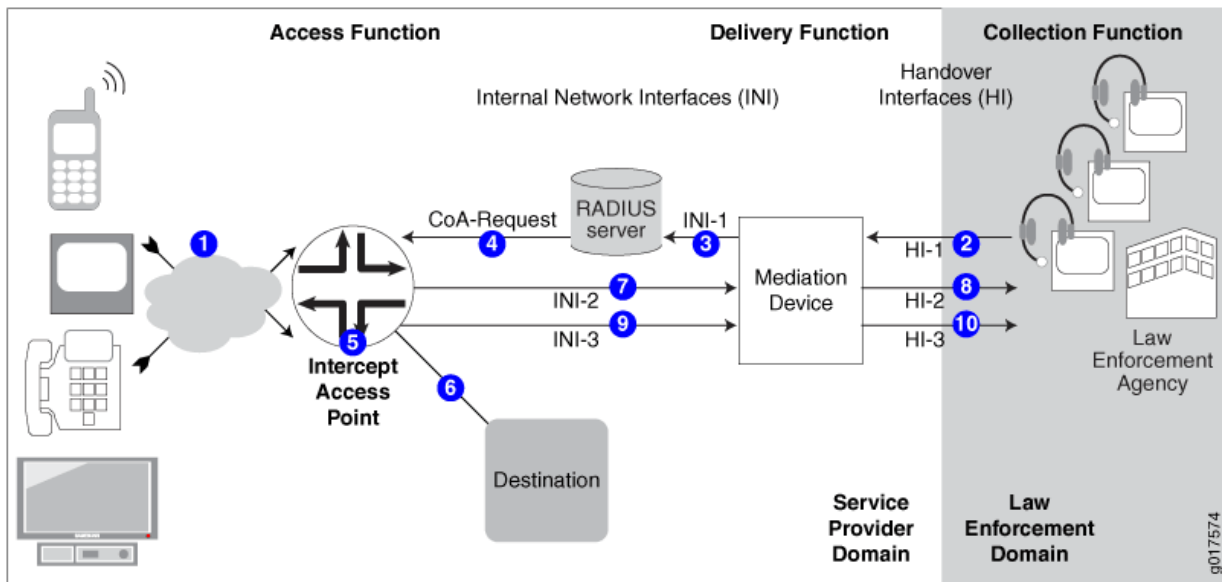 Access Function
Delivery Function
Collection Function
Internal Network Interfaces (INI)
Handover
Interfaces (HI)
1
CoA-Request
4
RADIUS
server
INI-1
3
HI-1
2
Mediation
Device
7
INI-2
HI-2
8
9
INI-3
HI-3
10
5
Intercept
Access
Point
6
Destination
Law
Enforcement
Agency
Service
Provider
Domain
Law
Enforcement
Domain
g017574